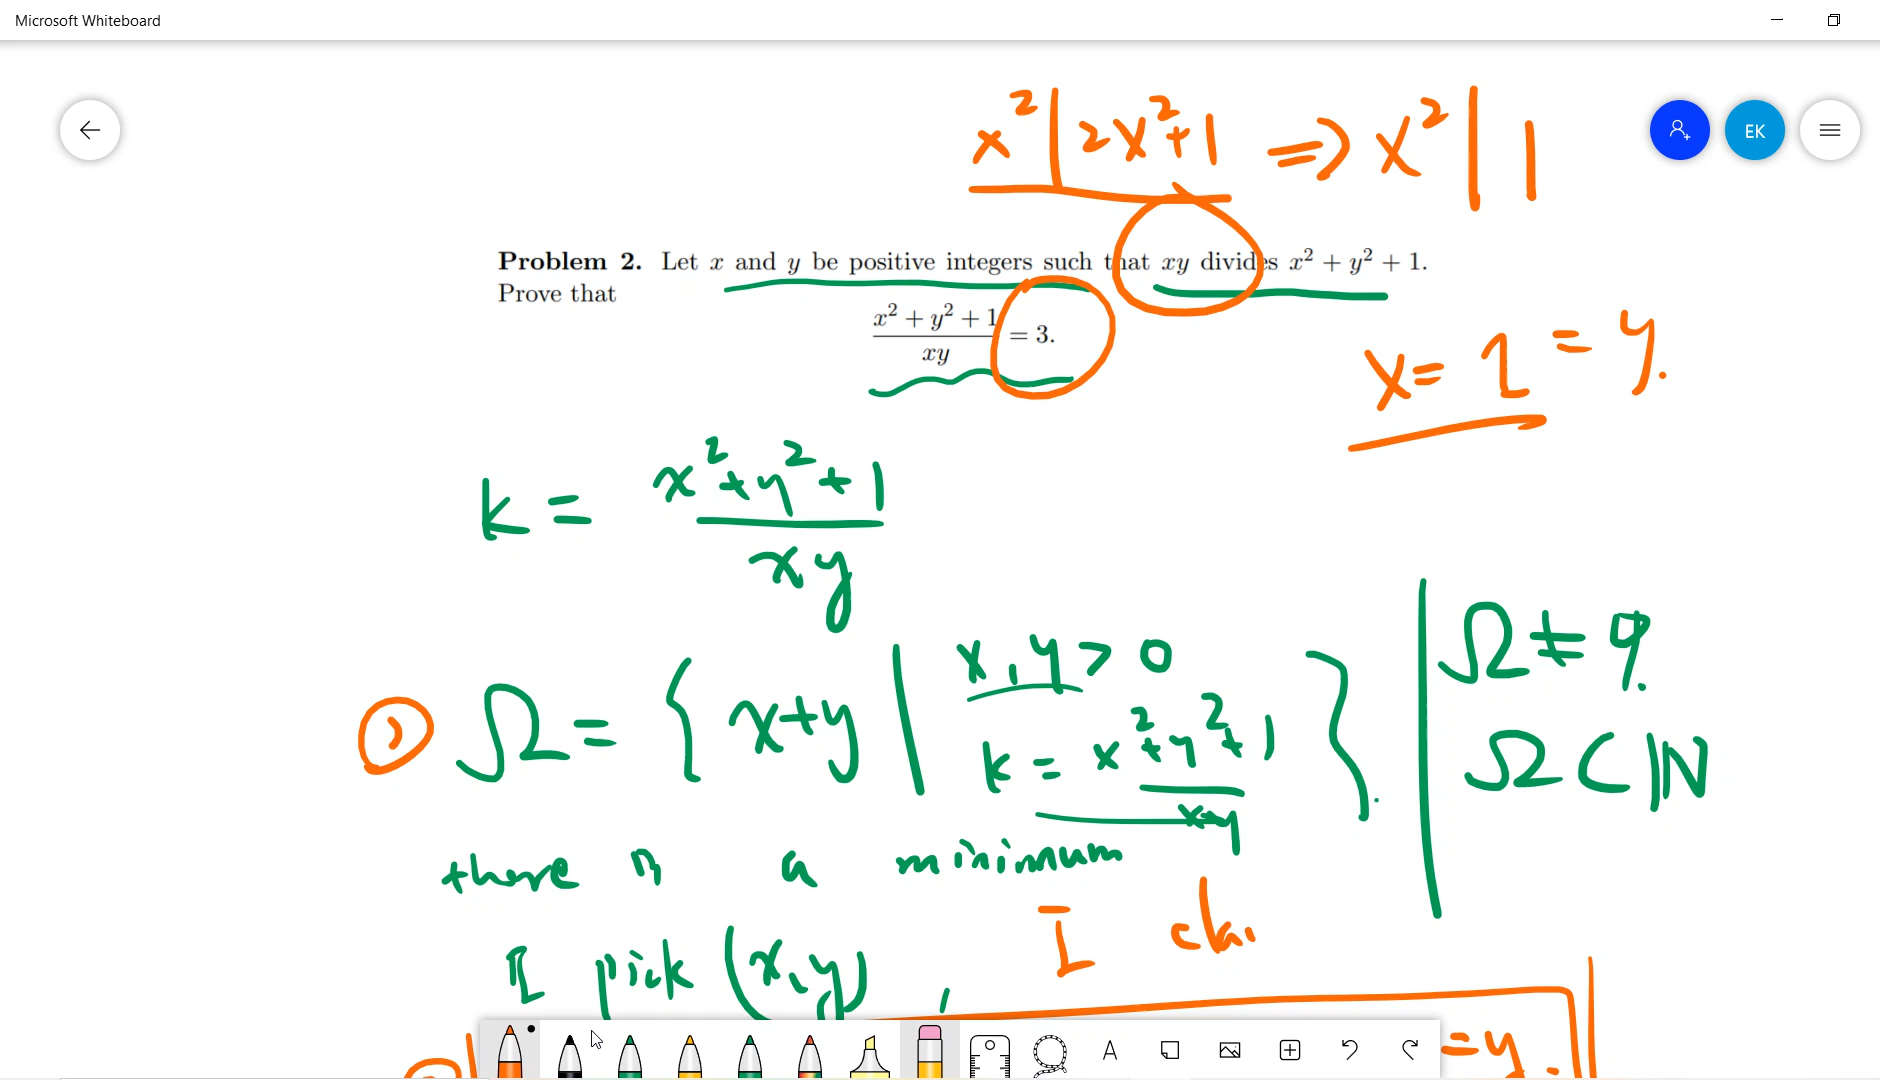 Microsoft Whiteboard
x² | 2x²+1 ⇒ x² | 1
EK
Problem 2. Let x and y be positive integers such that xy divides x² + y² + 1.
Prove that
(x² + y² + 1)/(xy) = 3.
x = 1 = y.
k = (x²+y²+1)/(xy)
1) Ω = { x+y | x, y > 0
k = (x²+y²+1)/(xy) }.
Ω ≠ φ.
Ω ⊂ ℕ
there is a minimum
I clai
I pick (x,y),
=y.
A